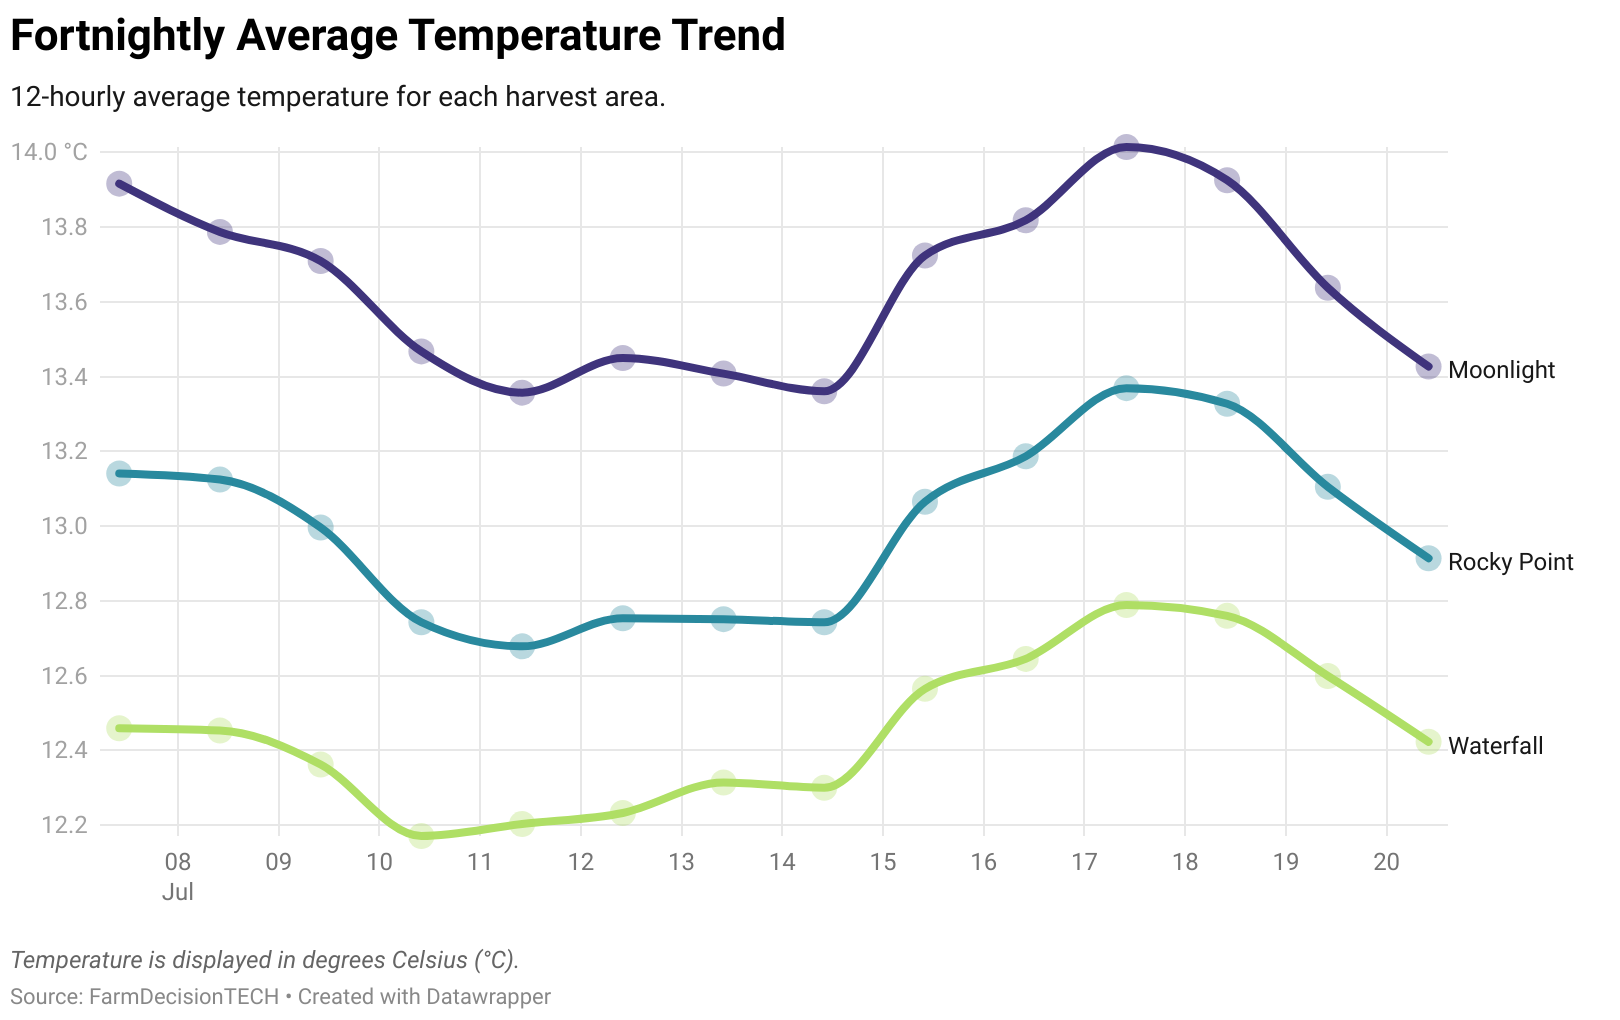 Fortnightly Average Temperature Trend
12-hourly average temperature for each harvest area.
14.0 °C
13.8
13.6
13.4
13.2
13.0
12.8
12.6
12.4
12.2
Moonlight
Rocky Point
Waterfall
08 09 10 11 12 13 14 15 16 17 18 19 20
Jul
Temperature is displayed in degrees Celsius (°C).
Source: FarmDecisionTECH • Created with Datawrapper